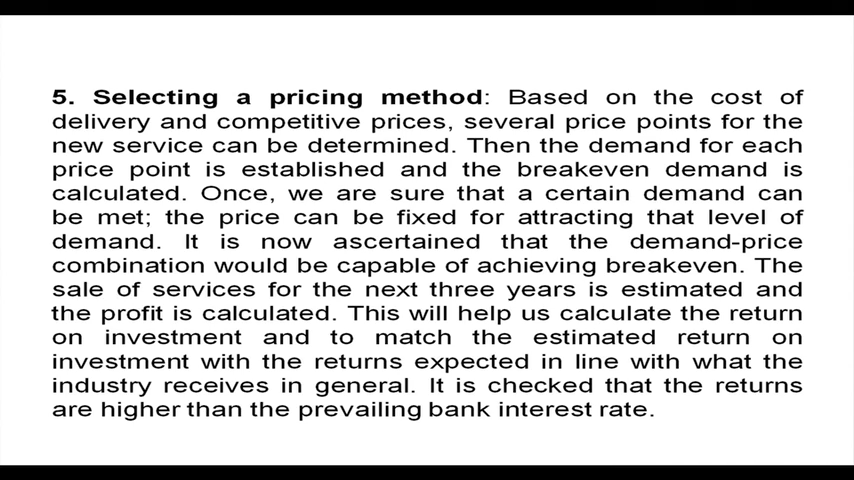 5. Selecting a pricing method: Based on the cost of
delivery and competitive prices, several price points for the
new service can be determined. Then the demand for each
price point is established and the breakeven demand is
calculated. Once, we are sure that a certain demand can
be met; the price can be fixed for attracting that level of
demand. It is now ascertained that the demand-price
combination would be capable of achieving breakeven. The
sale of services for the next three years is estimated and
the profit is calculated. This will help us calculate the return
on investment and to match the estimated return on
investment with the returns expected in line with what the
industry receives in general. It is checked that the returns
are higher than the prevailing bank interest rate.